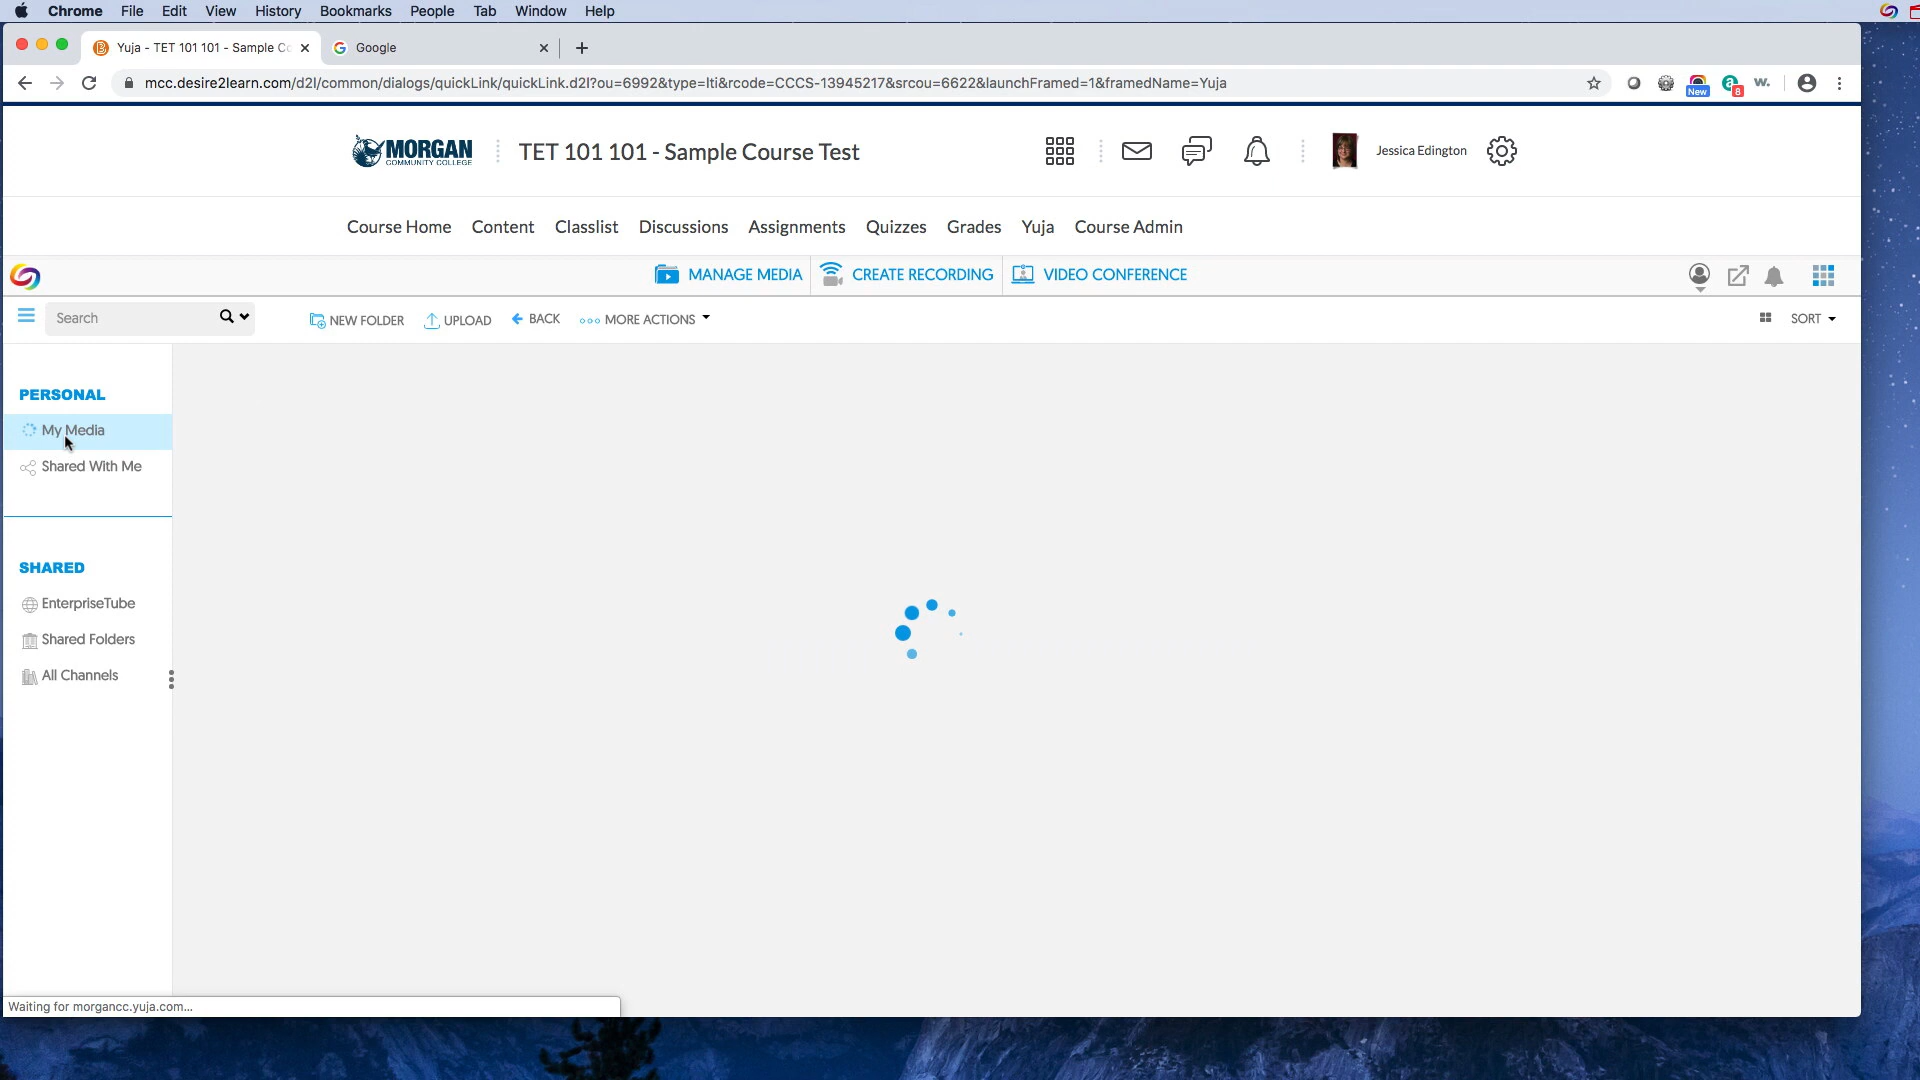 Chrome File Edit View History Bookmarks People Tab Window Help
Yuja - TET 101 101 - Sample Co
Google
mcc.desire2learn.com/d2l/common/dialogs/quickLink/quickLink.d2l?ou=6992&type=lti&rcode=CCCS-13945217&srcou=6622&launchFramed=1&framedName=Yuja
New
a
8
w.
MORGAN
COMMUNITY COLLEGE
TET 101 101 - Sample Course Test
Jessica Edington
Course Home Content Classlist Discussions Assignments Quizzes Grades Yuja Course Admin
MANAGE MEDIA CREATE RECORDING VIDEO CONFERENCE
Search NEW FOLDER UPLOAD BACK MORE ACTIONS SORT
PERSONAL
My Media
Shared With Me
SHARED
EnterpriseTube
Shared Folders
All Channels
Waiting for morgancc.yuja.com...